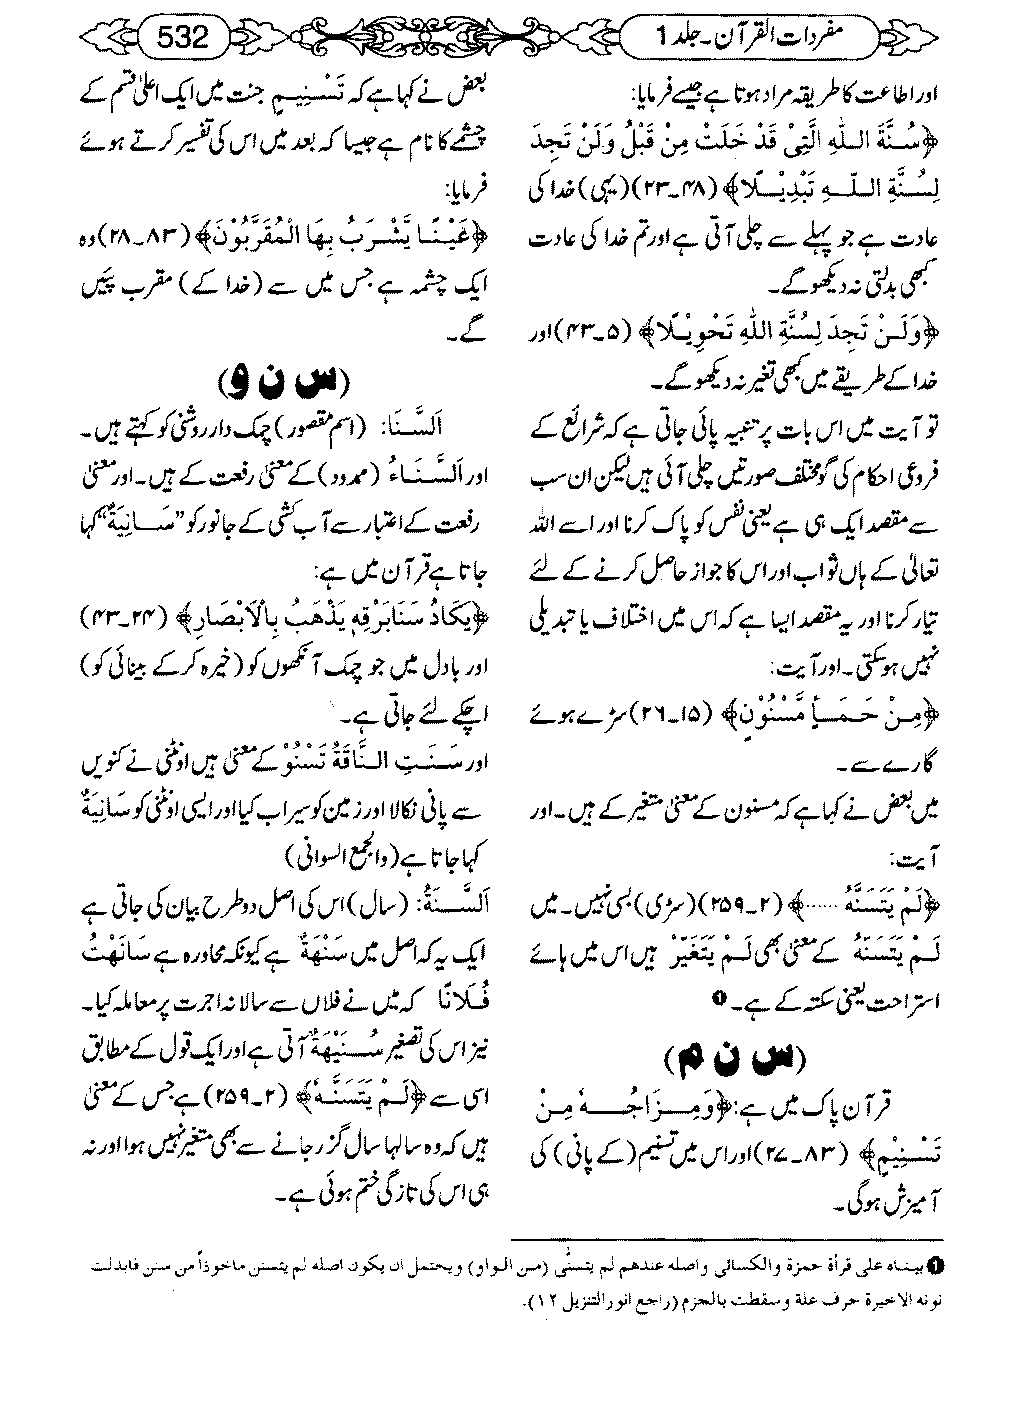 مفردات القرآن۔جلد 1
532
اور اطاعت کا طریقہ مراد ہوتا ہے جیسے فرمایا:
﴿سُنَّةَ اللهِ الَّتِیْ قَدْ خَلَتْ مِنْ قَبْلُ وَلَنْ تَجِدَ
لِسُنَّةِ اللهِ تَبْدِیْلًا﴾ (۴۸۔۲۳)(یہی) خدا کی
عادت ہے جو پہلے سے چلی آتی ہے اور تم خدا کی عادت
کبھی بدلتی نہ دیکھو گے۔
﴿وَلَنْ تَجِدَ لِسُنَّةِ اللهِ تَحْوِیْلًا﴾ (۵۔۴۳)اور
خدا کے طریقے میں کبھی تغیر نہ دیکھو گے۔
تو آیت میں اس بات پر تنبیہ پائی جاتی ہے کہ شرائع کے
فروعی احکام کی گو مختلف صورتیں چلی آئی ہیں لیکن ان سب
سے مقصد ایک ہی ہے یعنی نفس کو پاک کرنا اور اسے اللہ
تعالیٰ کے ہاں ثواب اور اس کا جواز حاصل کرنے کے لئے
تیار کرنا اور یہ مقصد ایسا ہے کہ اس میں اختلاف یا تبدیلی
نہیں ہو سکتی۔ اور آیت:
﴿مِنْ حَمَاٍ مَّسْنُوْنٍ﴾ (۱۵۔۲۶)سڑے ہوئے
گارے سے۔
میں بعض نے کہا ہے کہ مسنون کے معنیٰ متغیر کے ہیں۔ اور
آیت:
﴿لَمْ يَتَسَنَّهْ ......﴾ (۲۔۲۵۹)(سڑی) بسی نہیں۔ میں
لَمْ يَتَسَنَّهْ کے معنی بھی لَمْ يَتَغَيَّرْ ہیں اس میں ہائے
استراحت یعنی سکتہ کے ہے۔ ❶
(س ن م)
قرآن پاک میں ہے: ﴿وَمِزَاجُهٗ مِنْ
تَسْنِيْمٍ﴾ (۸۳۔۲۷)اور اس میں تسنیم (کے پانی) کی
آمیزش ہو گی۔
بعض نے کہا ہے کہ تَسْنِيْمٍ جنت میں ایک اعلیٰ قسم کے
چشمے کا نام ہے جیسا کہ بعد میں اس کی تفسیر کرتے ہوئے
فرمایا:
﴿عَيْنًا يَّشْرَبُ بِهَا الْمُقَرَّبُوْنَ﴾ (۸۳۔۲۸)وہ
ایک چشمہ ہے جس میں سے (خدا کے) مقرب پئیں
گے۔
(س ن و)
اَلسَّنَا: (اسم مقصور) چمک دار روشنی کو کہتے ہیں۔
اور اَلسَّنَاءُ (ممدود) کے معنیٰ رفعت کے ہیں۔ اور معنیٰ
رفعت کے اعتبار سے آب کشی کے جانور کو ”سَانِيَةٌ“ کہا
جاتا ہے قرآن میں ہے:
﴿يَكَادُ سَنَابَرْقِهٖ يَذْهَبُ بِالْاَبْصَارِ﴾ (۲۴۔۴۳)
اور بادل میں جو چمک آنکھوں کو (خیرہ کر کے بینائی کو)
اچکے لئے جاتی ہے۔
اور سَنَتِ النَّاقَةُ تَسْنُوْ کے معنیٰ ہیں اونٹنی نے کنویں
سے پانی نکالا اور زمین کو سیراب کیا اور ایسی اونٹنی کو سَانِيَةٌ
کہا جاتا ہے (والجمع السوانی)
اَلسَّنَةُ: (سال) اس کی اصل دو طرح بیان کی جاتی ہے
ایک یہ کہ اصل میں سَنْهَةٌ ہے کیونکہ محاورہ ہے سَانَهْتُ
فُلَانًا کہ میں نے فلاں سے سالانہ اجرت پر معاملہ کیا۔
نیز اس کی تصغیر سُنَيْهَةٌ آتی ہے اور ایک قول کے مطابق
اسی سے ﴿لَمْ يَتَسَنَّهْ﴾ (۲۔۲۵۹) ہے جس کے معنیٰ
ہیں کہ وہ سالہا سال گزر جانے سے بھی متغیر نہیں ہوا اور نہ
ہی اس کی تازگی ختم ہوئی ہے۔
❶ بیناه علی قرأة حمزة والکسائی واصله عندهم لم یتسنّٰی (من الواو) ویحتمل ان یکون اصله لم یتسنن ماخوذاً من سنن فابدلت
نونه الاخیرة حرف علة وسقطت بالجزم (راجع انور التنزیل ۱۲).